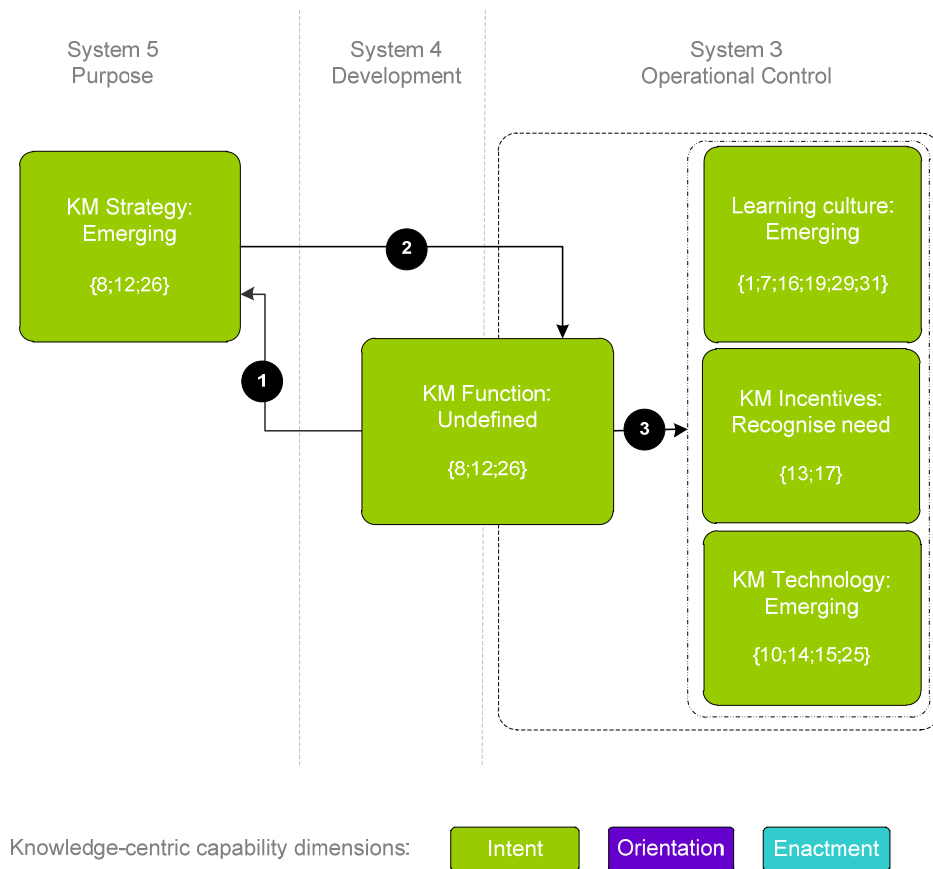 System 5
Purpose
System 4
Development
System 3
Operational Control
KM Strategy:
Emerging
{8;12;26}
2
1
KM Function:
Undefined
{8;12;26}
3
Learning culture:
Emerging
{1;7;16;19;29;31}
KM Incentives:
Recognise need
{13;17}
KM Technology:
Emerging
{10;14;15;25}
Knowledge-centric capability dimensions:
Intent
Orientation
Enactment